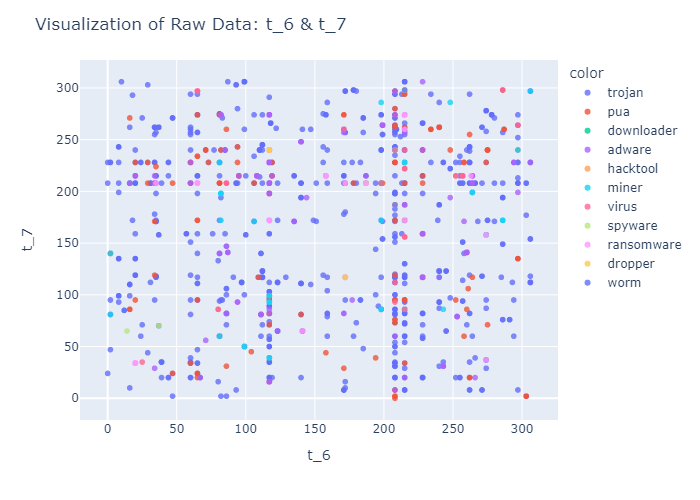 Visualization of Raw Data: t_6 & t_7
color
trojan
pua
downloader
adware
hacktool
miner
virus
spyware
ransomware
dropper
worm
300
250
200
150
100
50
0
t_7
0 50 100 150 200 250 300
t_6